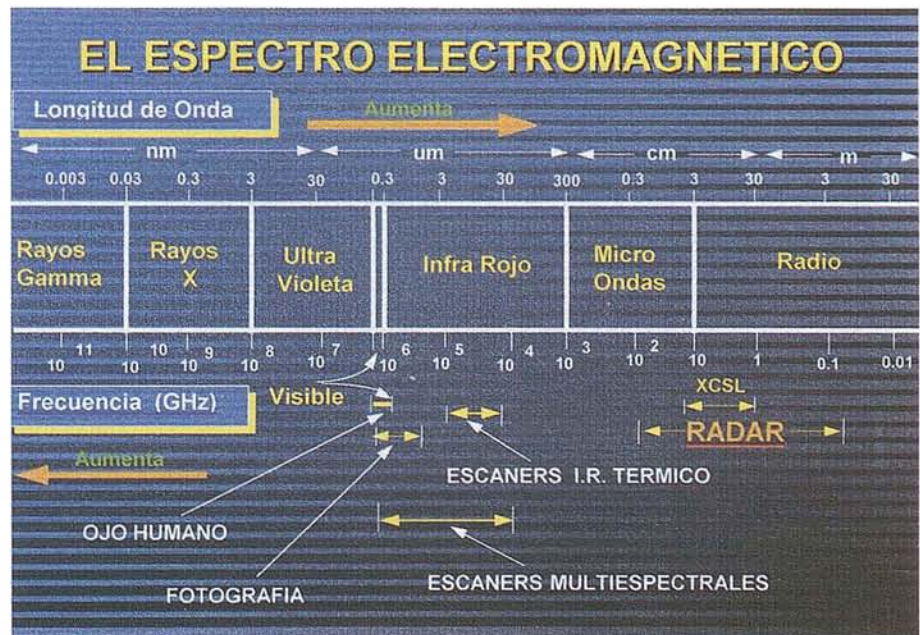 EL ESPECTRO ELECTROMAGNETICO
Longitud de Onda
Aumenta
nm um cm m
0.003 0.03 0.3 3 30 0.3 3 30 300 0.3 3 30 3 30
Rayos Gamma
Rayos X
Ultra Violeta
Infra Rojo
Micro Ondas
Radio
10 11 10 10 9 10 8 10 7 10 6 10 5 10 4 10 3 10 2 10 1 0.1 0.01
Frecuencia (GHz)
Visible
XCSL
RADAR
Aumenta
ESCANERS I.R. TERMICO
OJO HUMANO
FOTOGRAFIA
ESCANERS MULTIESPECTRALES